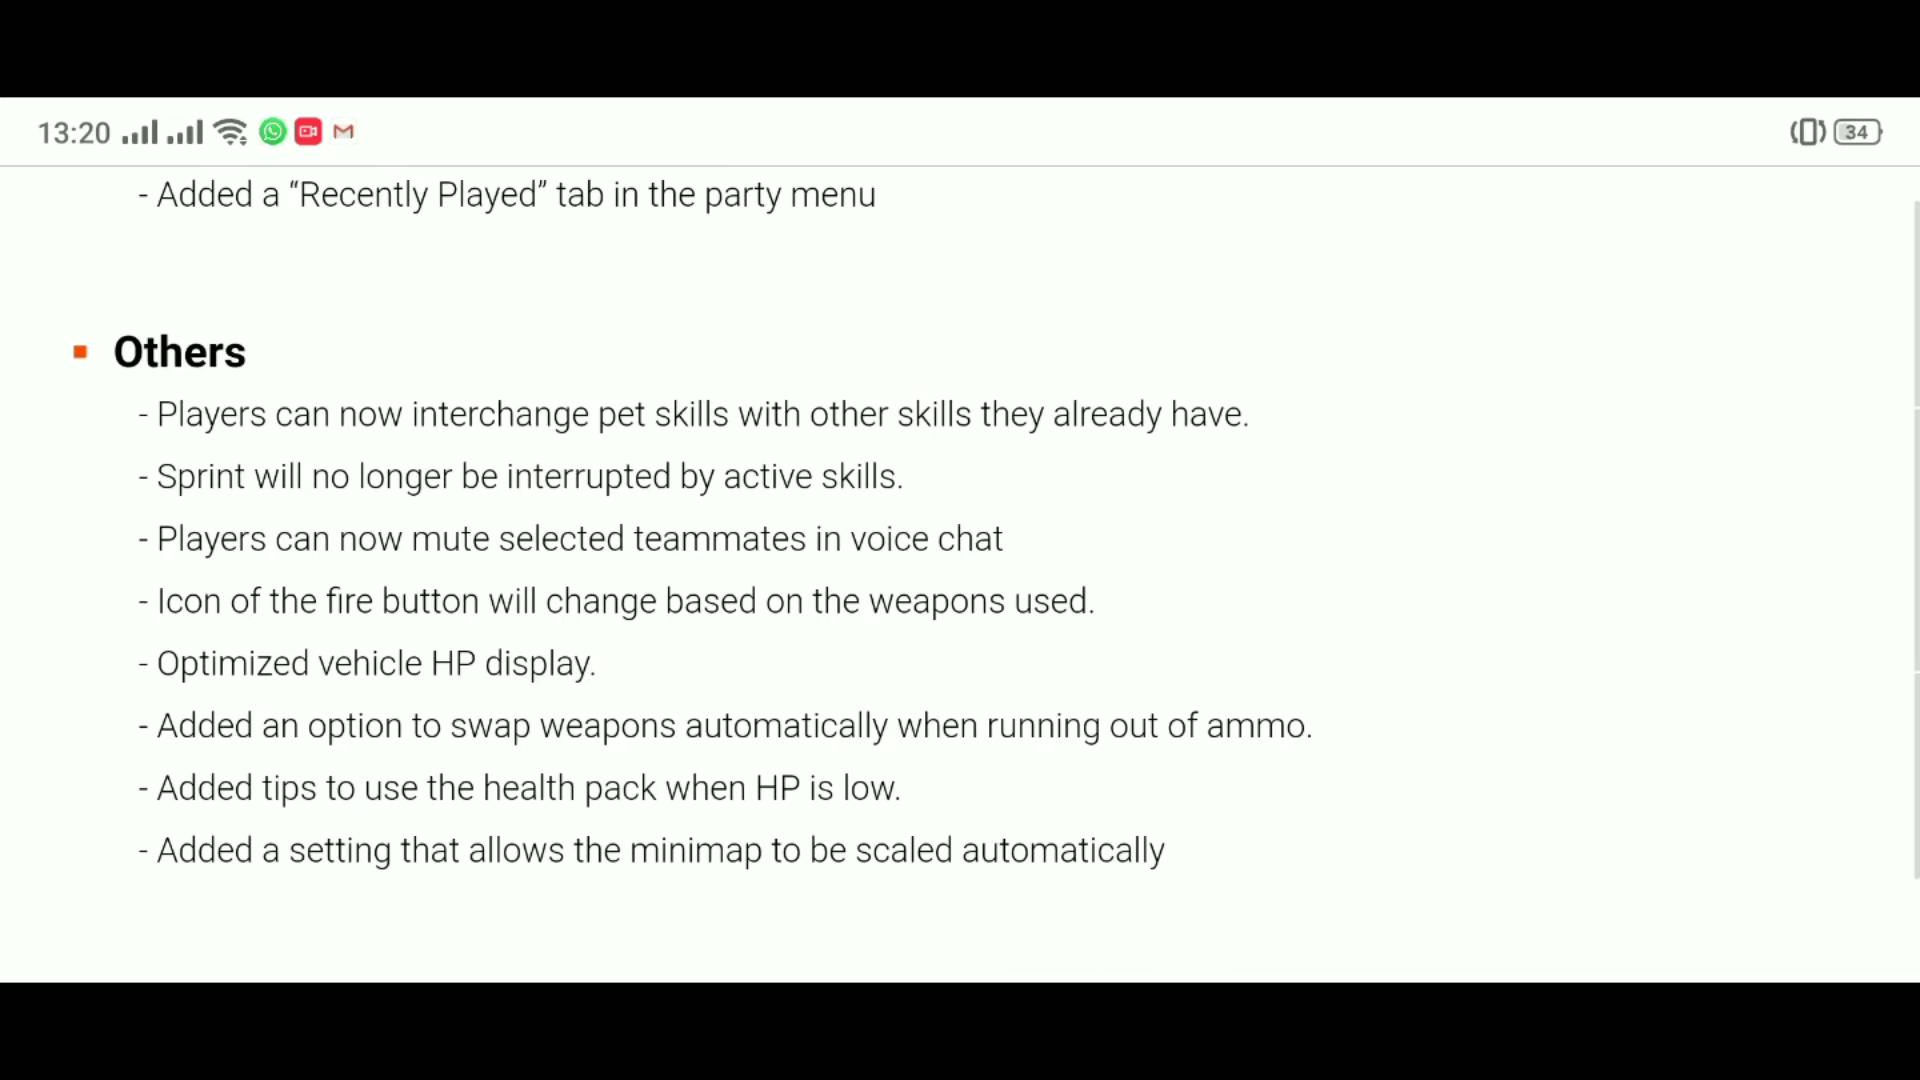 13:20
34
- Added a “Recently Played” tab in the party menu
Others
- Players can now interchange pet skills with other skills they already have.
- Sprint will no longer be interrupted by active skills.
- Players can now mute selected teammates in voice chat
- Icon of the fire button will change based on the weapons used.
- Optimized vehicle HP display.
- Added an option to swap weapons automatically when running out of ammo.
- Added tips to use the health pack when HP is low.
- Added a setting that allows the minimap to be scaled automatically